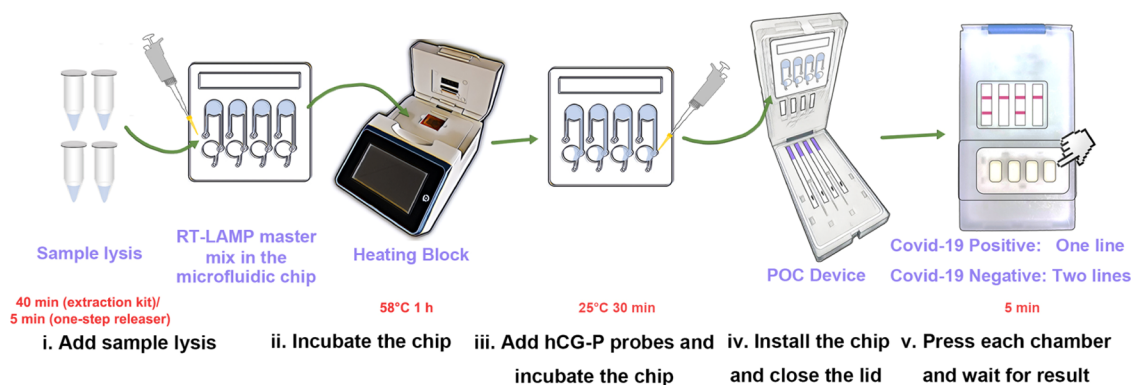 Sample lysis
RT-LAMP master
mix in the
microfluidic chip
Heating Block
POC Device
Covid-19 Positive: One line
Covid-19 Negative: Two lines
40 min (extraction kit)/
5 min (one-step releaser)
58°C 1 h
25°C 30 min
5 min
i. Add sample lysis
ii. Incubate the chip
iii. Add hCG-P probes and
incubate the chip
iv. Install the chip
and close the lid
v. Press each chamber
and wait for result